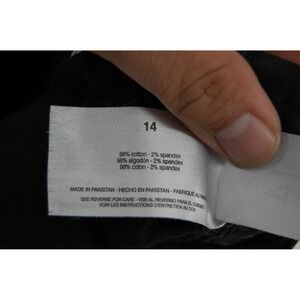 14
98% cotton - 2% spandex
98% algodón - 2% spandex
98% coton - 2% spandex
MADE IN PAKISTAN - HECHO EN PAKISTAN - FABRIQUE AU
SEE REVERSE FOR CARE - VER AL REVERSO PARA EL CUIDADO
VOIR LES INSTRUCTIONS D'ENTRETIEN AU DOS